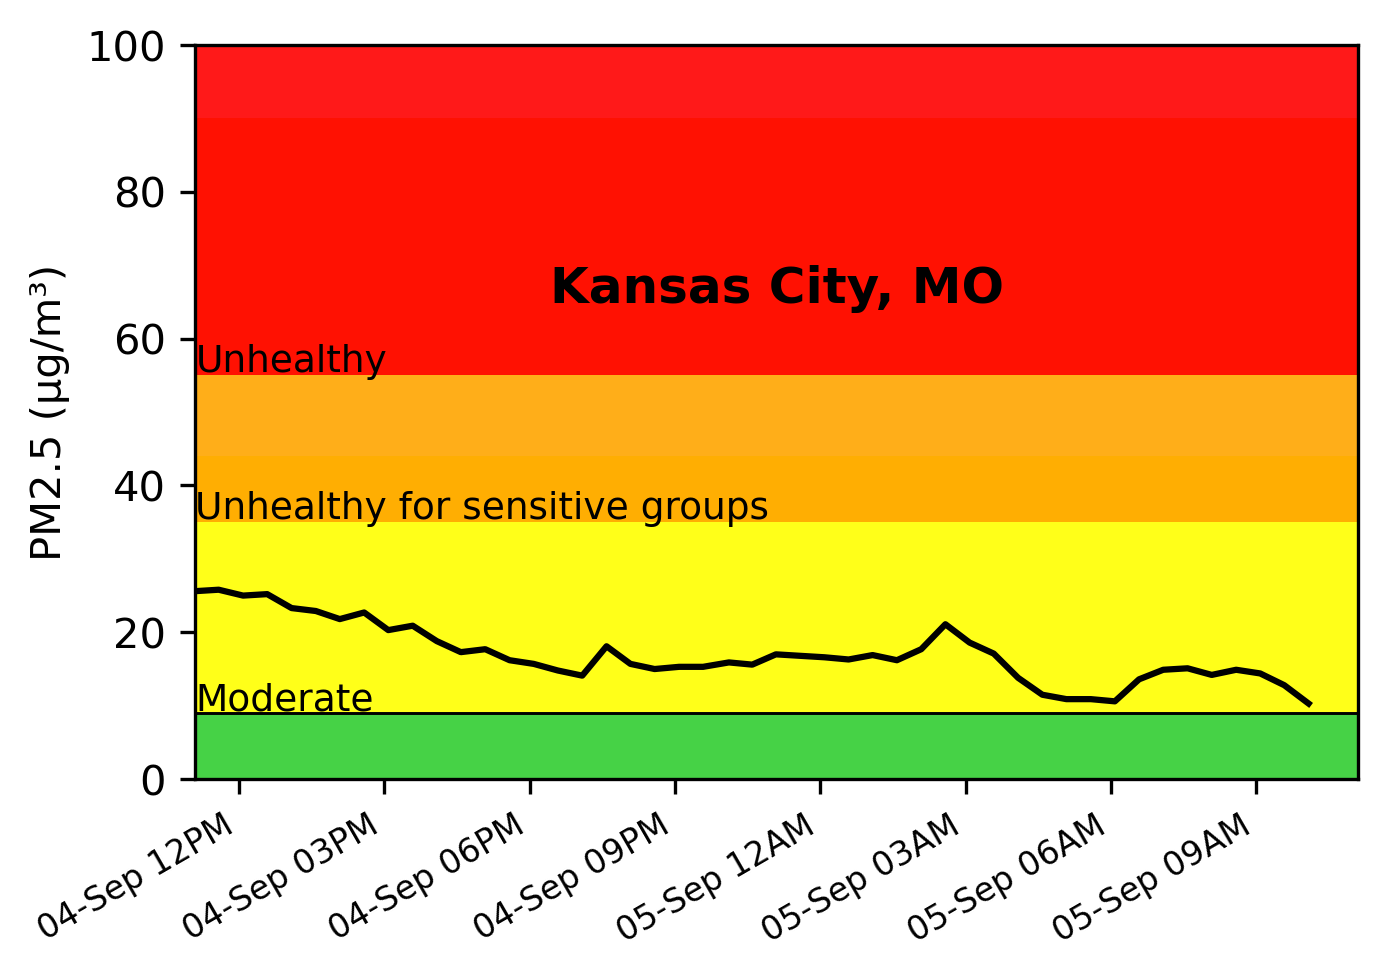 100
80
60
40
20
0
PM2.5 (µg/m³)
Kansas City, MO
Unhealthy
Unhealthy for sensitive groups
Moderate
04-Sep 12PM
04-Sep 03PM
04-Sep 06PM
04-Sep 09PM
05-Sep 12AM
05-Sep 03AM
05-Sep 06AM
05-Sep 09AM